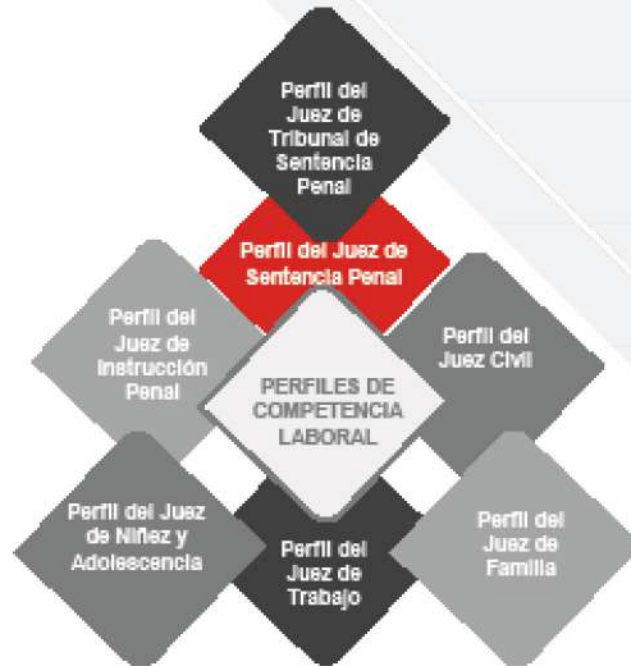 Perfil del
Juez de
Tribunal de
Sentencia
Penal
Perfil del Juez de
Sentencia Penal
Perfil del
Juez de
Instrucción
Penal
Perfil del
Juez Civil
PERFILES DE
COMPETENCIA
LABORAL
Perfil del Juez
de Niñez y
Adolescencia
Perfil del
Juez de
Trabajo
Perfil del
Juez de
Familia